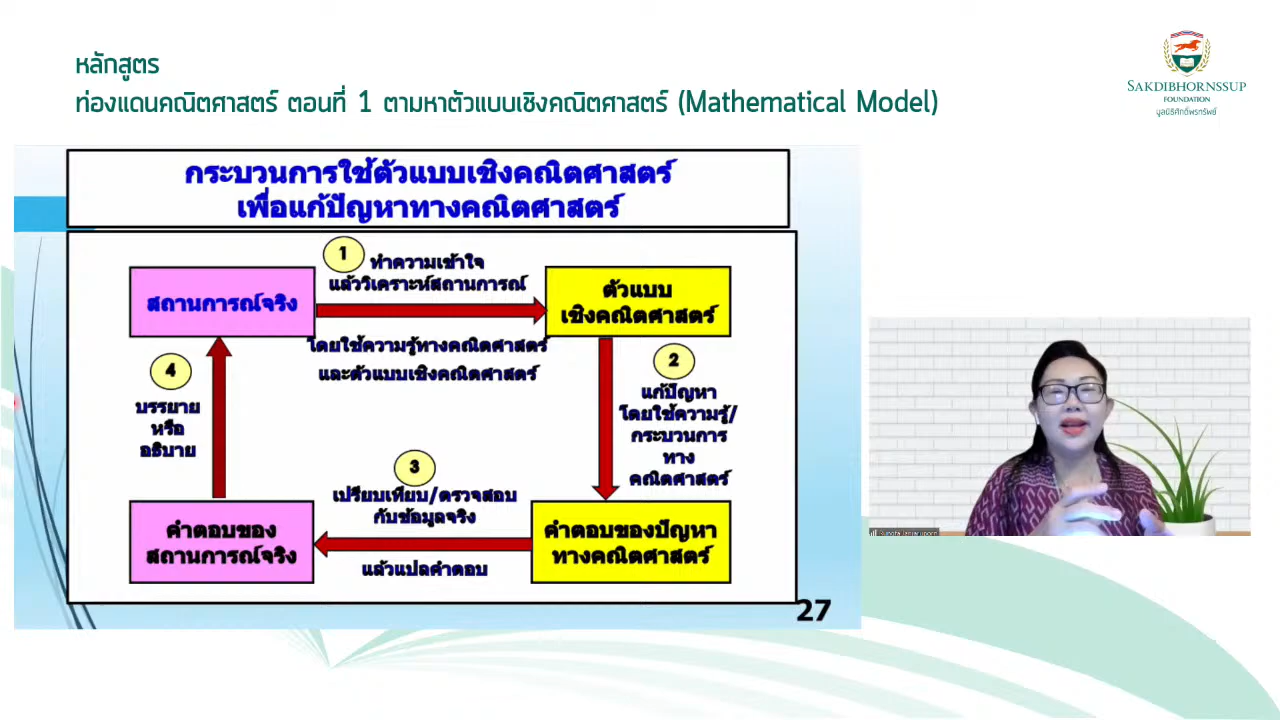 หลักสูตร
ท่องแดนคณิตศาสตร์ ตอนที่ 1 ตามหาตัวแบบเชิงคณิตศาสตร์ (Mathematical Model)
SAKDIBHORNSSUP
FOUNDATION
มูลนิธิศักดิ์พรทรัพย์
กระบวนการใช้ตัวแบบเชิงคณิตศาสตร์
เพื่อแก้ปัญหาทางคณิตศาสตร์
สถานการณ์จริง
1
ทำความเข้าใจ
แล้ววิเคราะห์สถานการณ์
โดยใช้ความรู้ทางคณิตศาสตร์
และตัวแบบเชิงคณิตศาสตร์
ตัวแบบ
เชิงคณิตศาสตร์
2
แก้ปัญหา
โดยใช้ความรู้/
กระบวนการ
ทาง
คณิตศาสตร์
คำตอบของปัญหา
ทางคณิตศาสตร์
3
เปรียบเทียบ/ตรวจสอบ
กับข้อมูลจริง
แล้วแปลคำตอบ
คำตอบของ
สถานการณ์จริง
4
บรรยาย
หรือ
อธิบาย
27